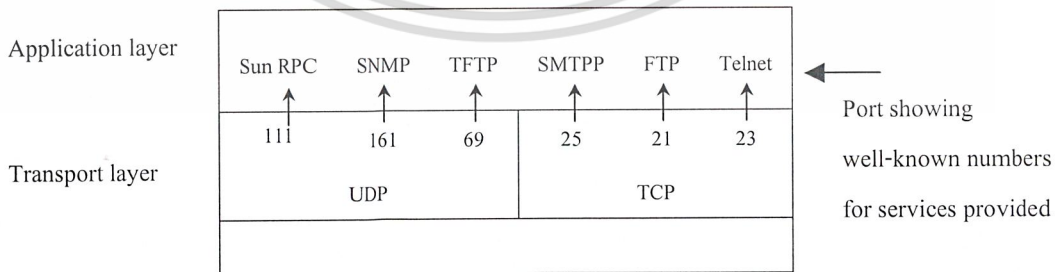 Application layer
Sun RPC SNMP TFTP SMTPP FTP Telnet
Port showing
well-known numbers
for services provided
111 161 69 25 21 23
Transport layer
UDP TCP